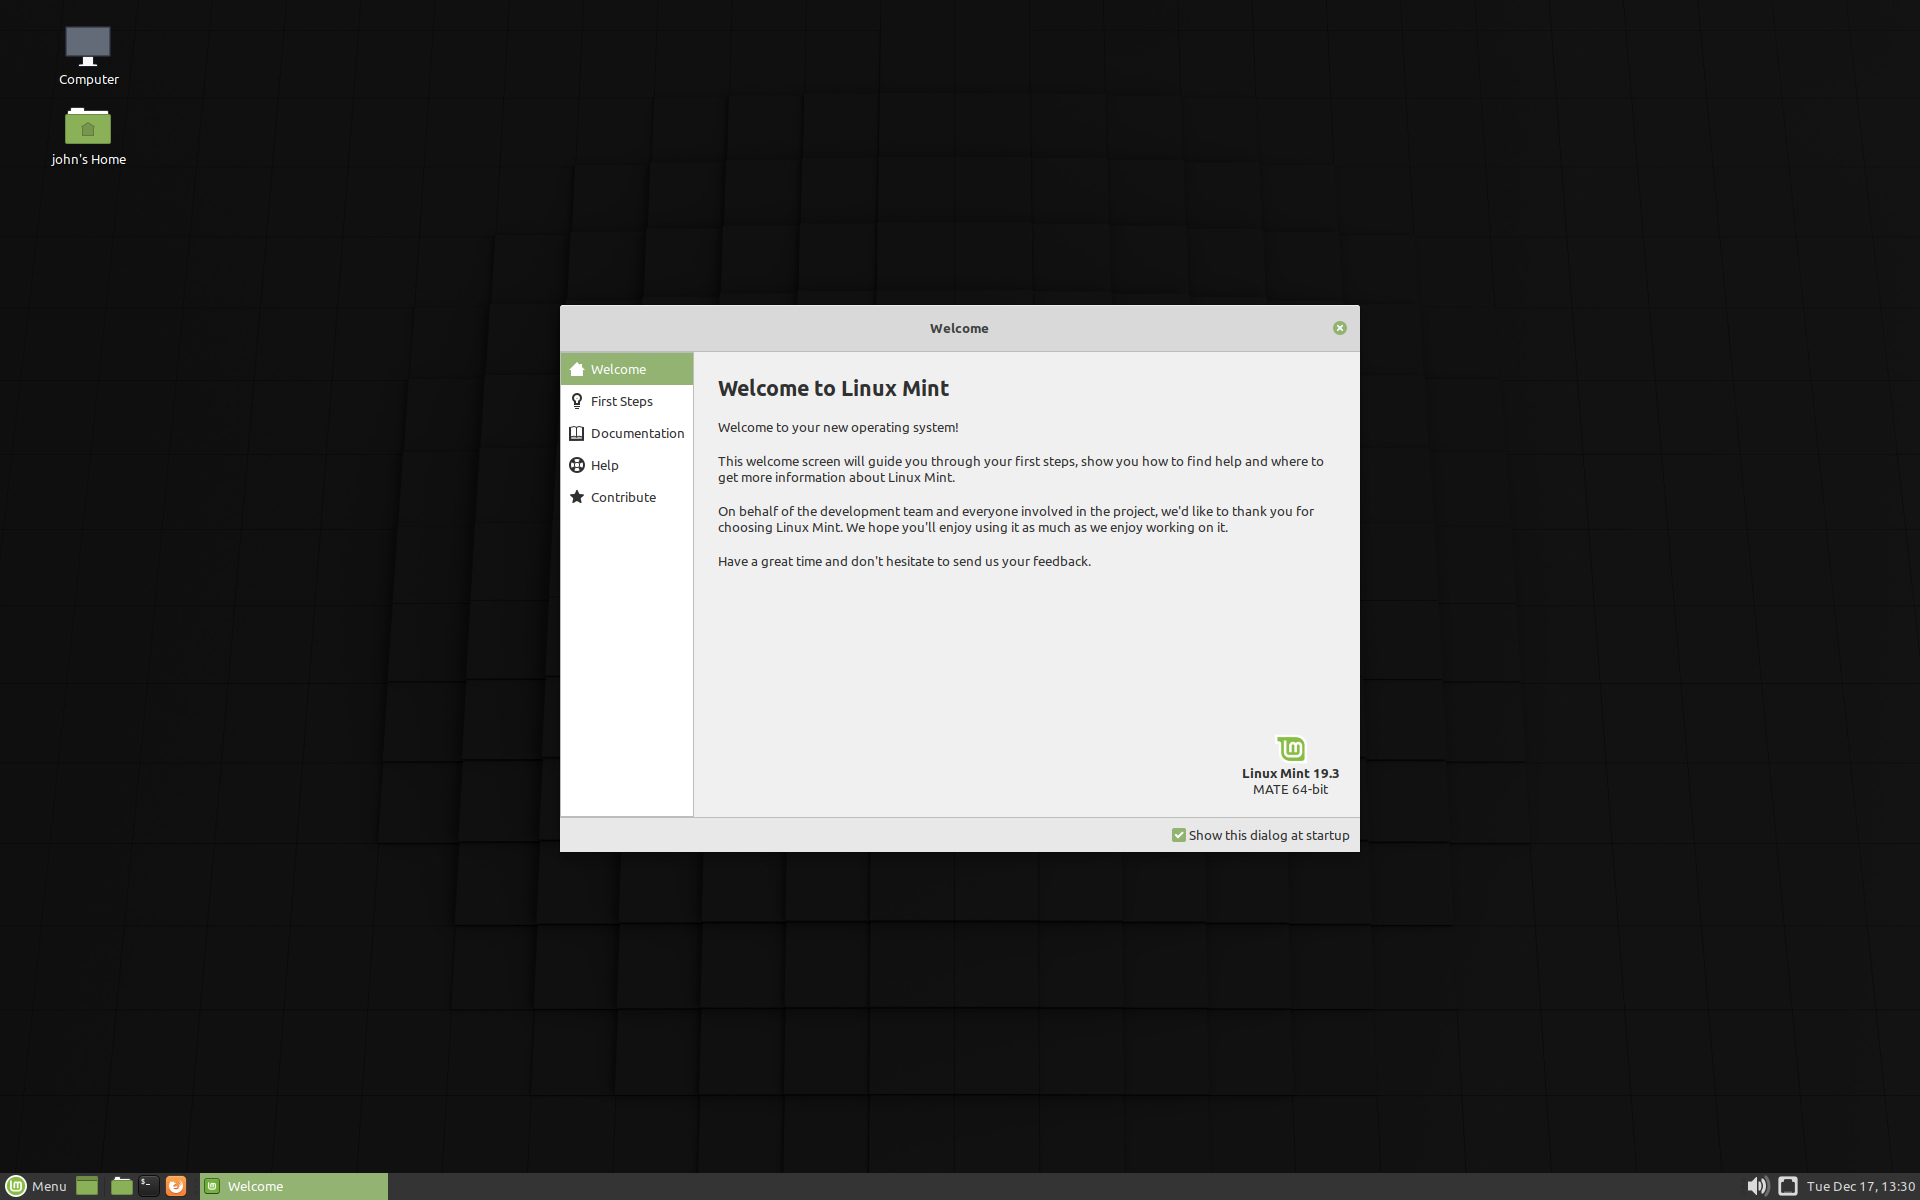 Computer
john's Home
Welcome
Welcome
First Steps
Documentation
Help
Contribute
Welcome to Linux Mint
Welcome to your new operating system!
This welcome screen will guide you through your first steps, show you how to find help and where to
get more information about Linux Mint.
On behalf of the development team and everyone involved in the project, we'd like to thank you for
choosing Linux Mint. We hope you'll enjoy using it as much as we enjoy working on it.
Have a great time and don't hesitate to send us your feedback.
Linux Mint 19.3
MATE 64-bit
Show this dialog at startup
Menu
Welcome
Tue Dec 17, 13:30